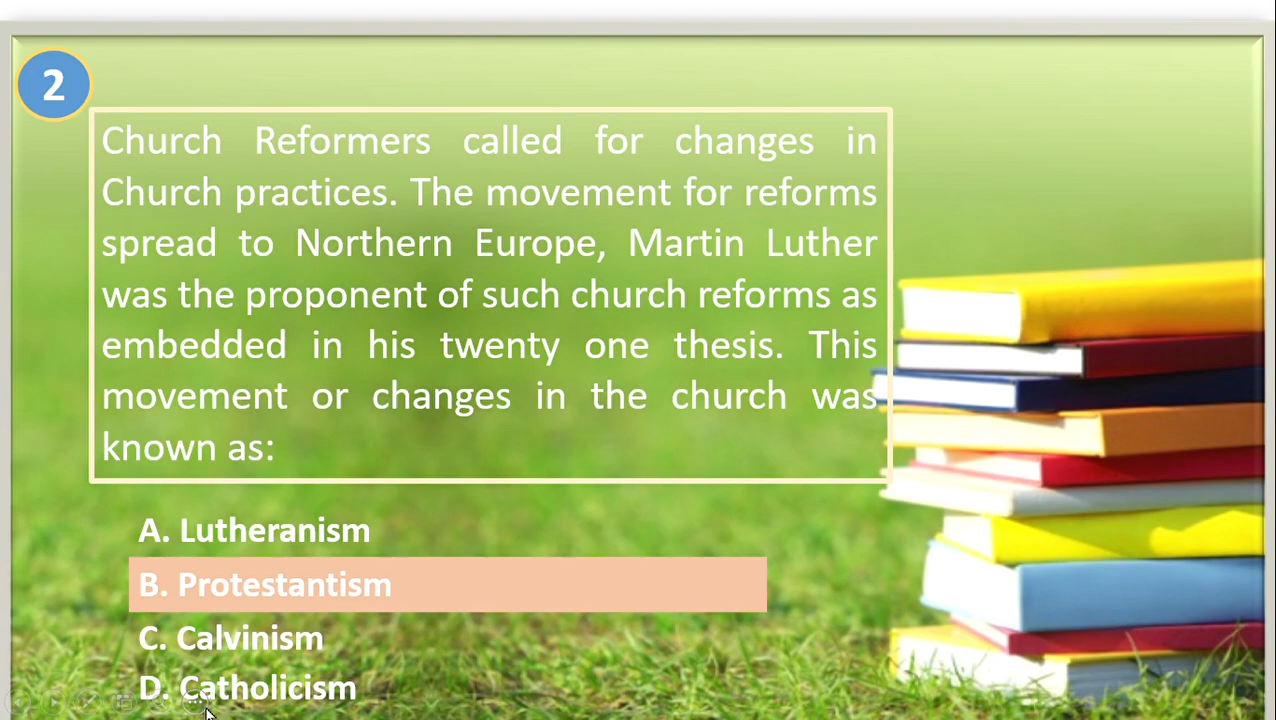 2
Church Reformers called for changes in
Church practices. The movement for reforms
spread to Northern Europe, Martin Luther
was the proponent of such church reforms as
embedded in his twenty one thesis. This
movement or changes in the church was
known as:
A. Lutheranism
B. Protestantism
C. Calvinism
D. Catholicism